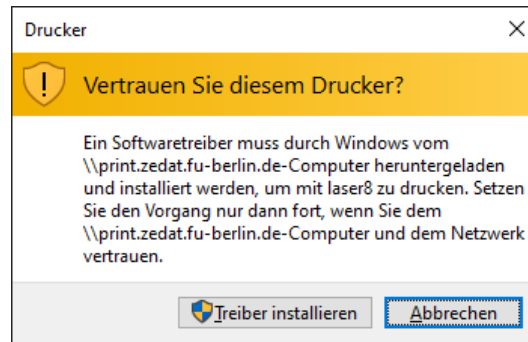 Drucker
Vertrauen Sie diesem Drucker?
Ein Softwaretreiber muss durch Windows vom
\\print.zedat.fu-berlin.de-Computer heruntergeladen
und installiert werden, um mit laser8 zu drucken. Setzen
Sie den Vorgang nur dann fort, wenn Sie dem
\\print.zedat.fu-berlin.de-Computer und dem Netzwerk
vertrauen.
Treiber installieren
Abbrechen